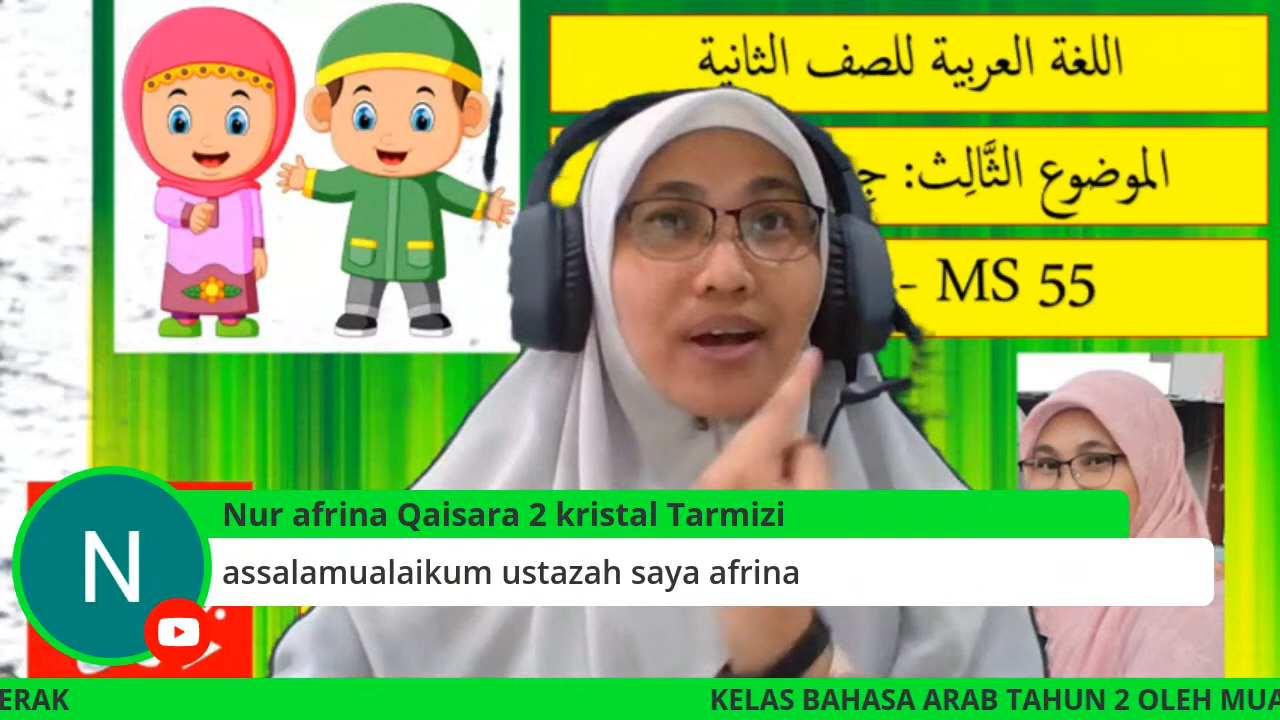 اللغة العربية للصف الثانية
الموضوع الثَّالِث:
- MS 55
N
Nur afrina Qaisara 2 kristal Tarmizi
assalamualaikum ustazah saya afrina
ERAK KELAS BAHASA ARAB TAHUN 2 OLEH